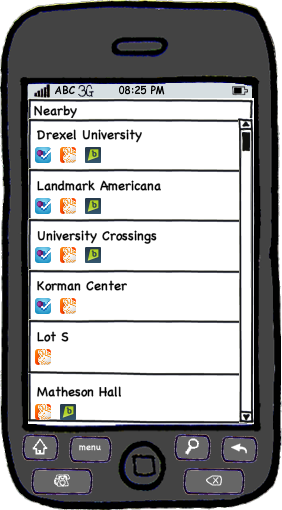 ABC 3G 08:25 PM
Nearby
Drexel University
Landmark Americana
University Crossings
Korman Center
Lot S
Matheson Hall
menu